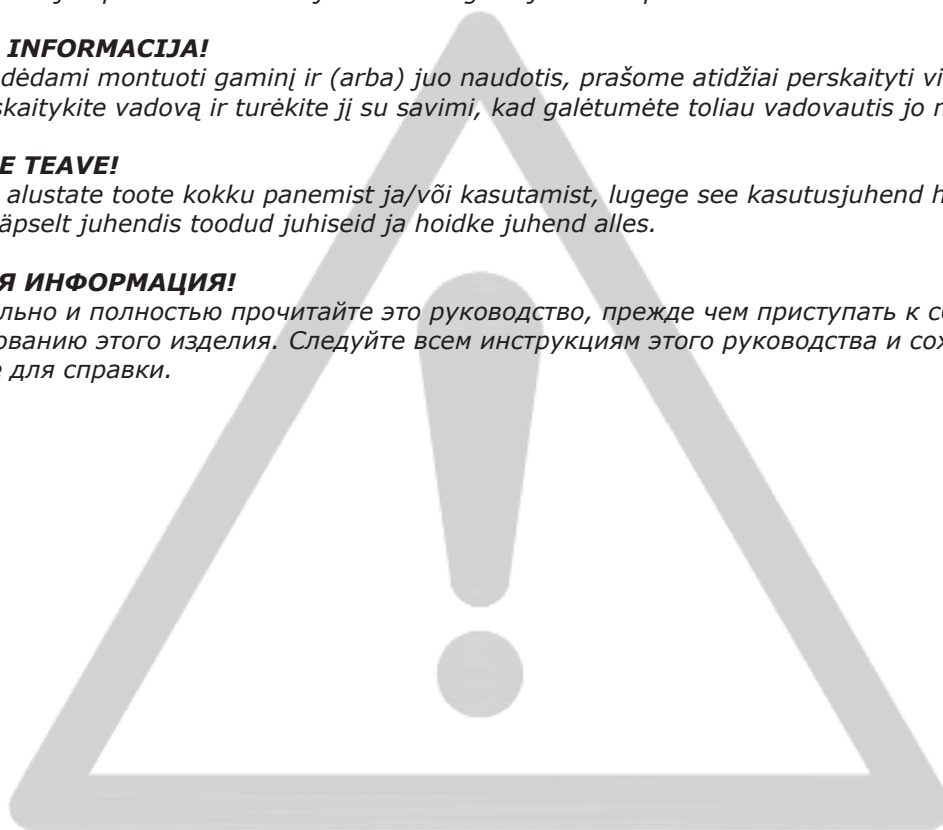 INFORMACIJA!
dėdami montuoti gaminį ir (arba) juo naudotis, prašome atidžiai perskaityti
skaitykite vadovą ir turėkite jį su savimi, kad galėtumėte toliau vadovautis jo
E TEAVE!
alustate toote kokku panemist ja/või kasutamist, lugege see kasutusjuhend
äpselt juhendis toodud juhiseid ja hoidke juhend alles.
Я ИНФОРМАЦИЯ!
льно и полностью прочитайте это руководство, прежде чем приступать к
ованию этого изделия. Следуйте всем инструкциям этого руководства и
для справки.